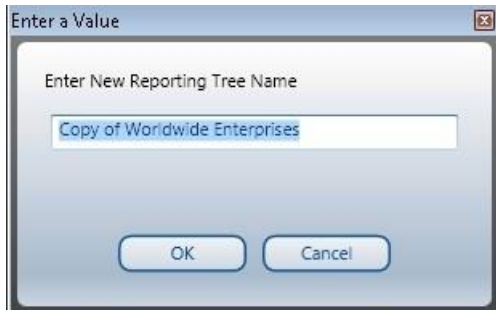 Enter a Value
Enter New Reporting Tree Name
Copy of Worldwide Enterprises
OK
Cancel